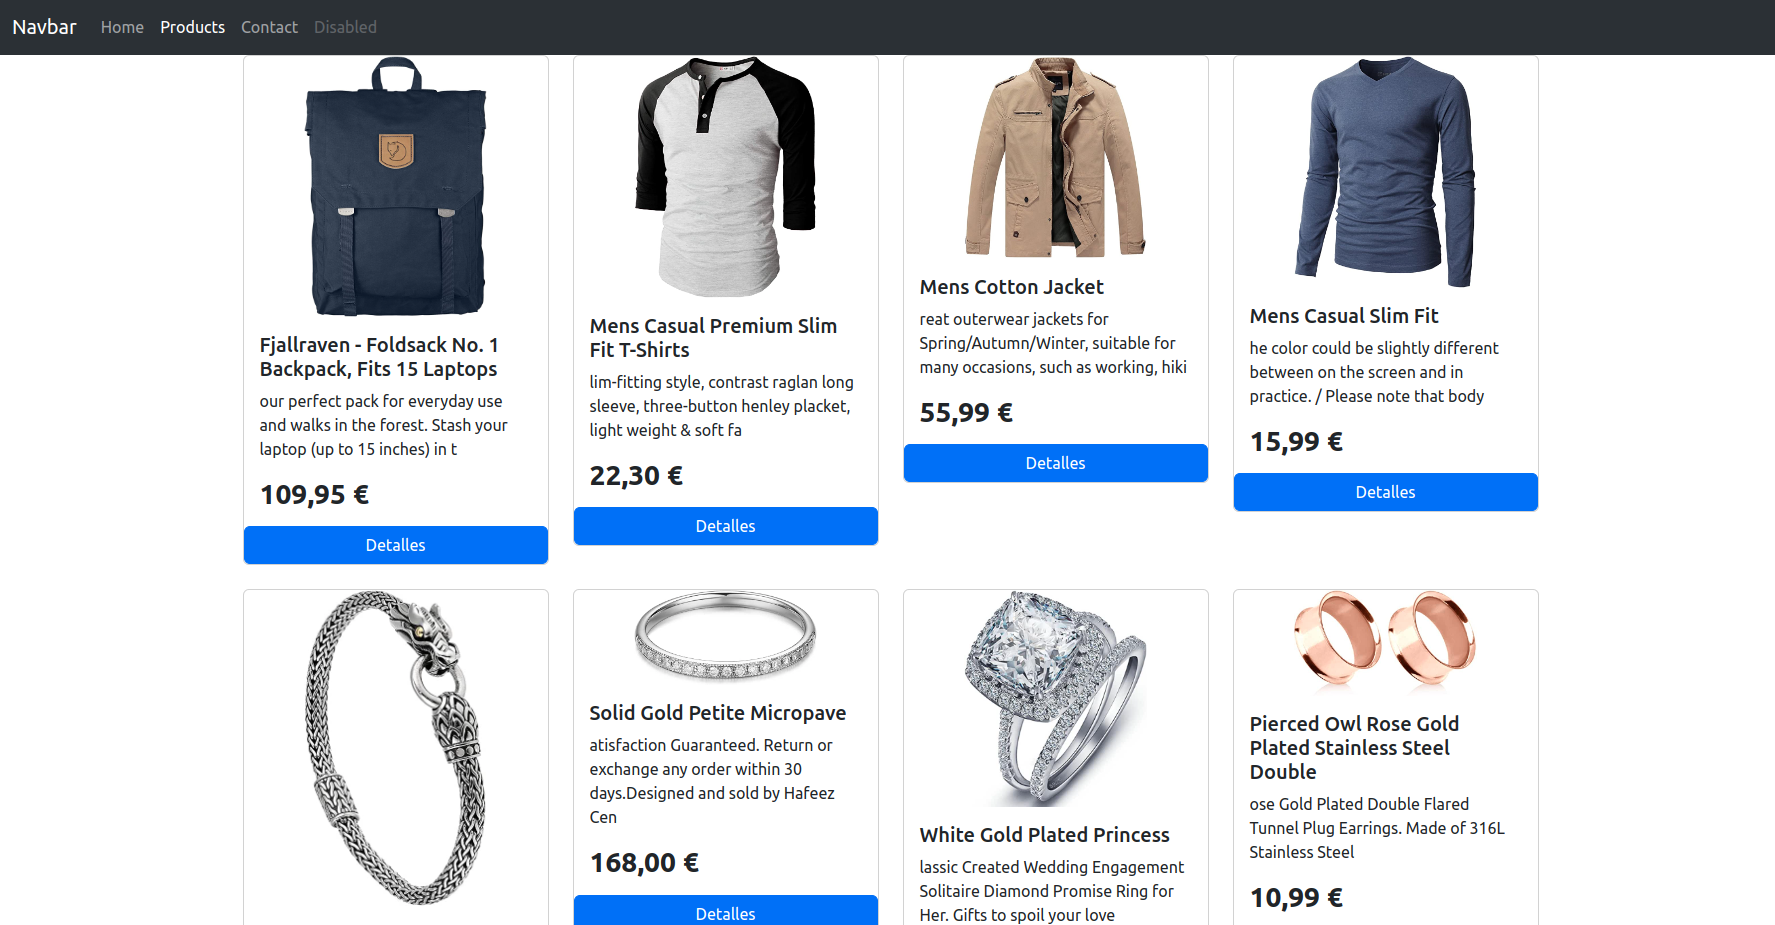 Navbar Home Products Contact Disabled
Fjallraven - Foldsack No. 1
Backpack, Fits 15 Laptops
our perfect pack for everyday use
and walks in the forest. Stash your
laptop (up to 15 inches) in t
109,95 €
Detalles
Mens Casual Premium Slim
Fit T-Shirts
lim-fitting style, contrast raglan long
sleeve, three-button henley placket,
light weight & soft fa
22,30 €
Detalles
Mens Cotton Jacket
reat outerwear jackets for
Spring/Autumn/Winter, suitable for
many occasions, such as working, hiki
55,99 €
Detalles
Mens Casual Slim Fit
he color could be slightly different
between on the screen and in
practice. / Please note that body
15,99 €
Detalles
Solid Gold Petite Micropave
atisfaction Guaranteed. Return or
exchange any order within 30
days.Designed and sold by Hafeez
Cen
168,00 €
Detalles
White Gold Plated Princess
lassic Created Wedding Engagement
Solitaire Diamond Promise Ring for
Her. Gifts to spoil your love
Pierced Owl Rose Gold
Plated Stainless Steel
Double
ose Gold Plated Double Flared
Tunnel Plug Earrings. Made of 316L
Stainless Steel
10,99 €